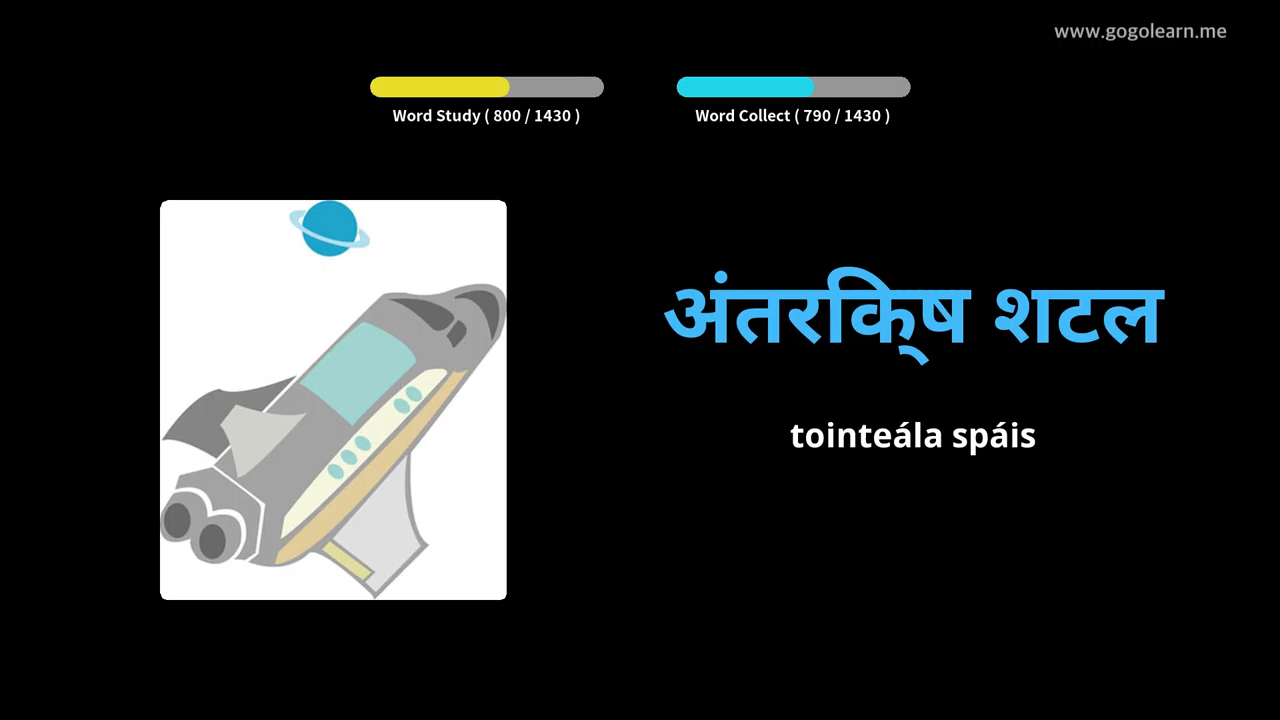 www.gogolearn.me
Word Study ( 800 / 1430 )
Word Collect ( 790 / 1430 )
अंतरकि्ष शटल
tointeála spáis